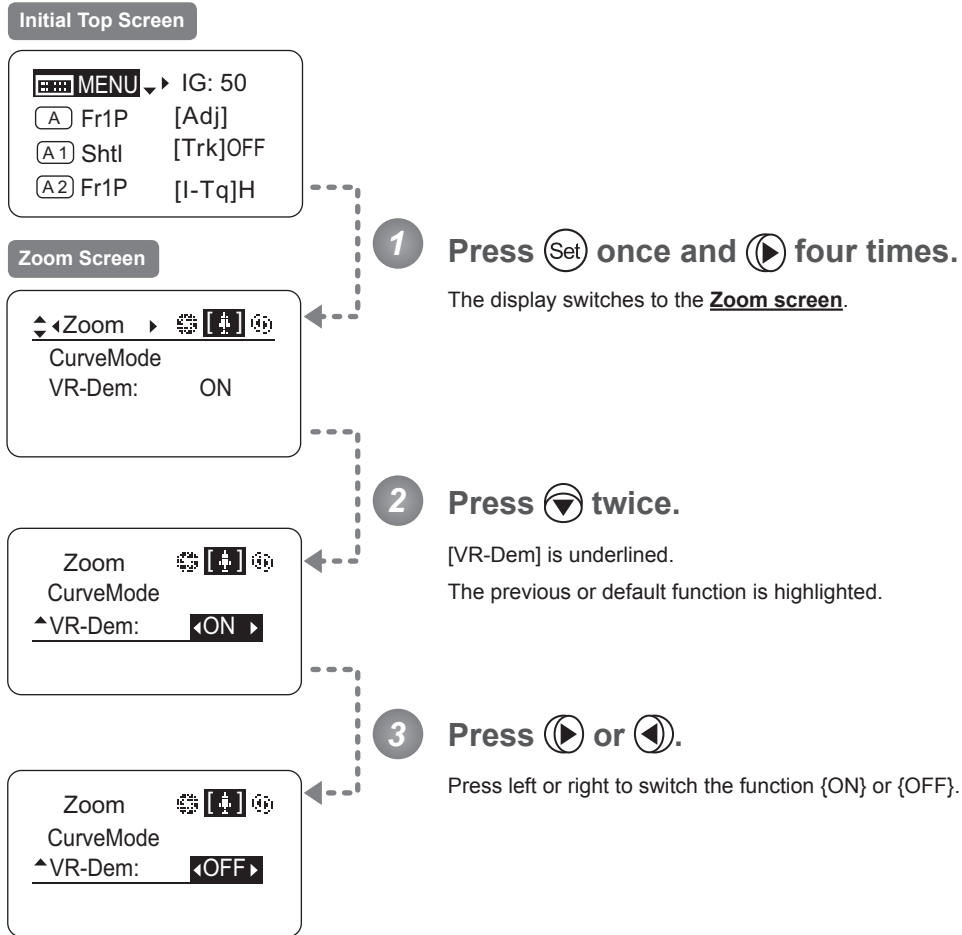 Initial Top Screen
MENU IG: 50
A Fr1P [Adj]
A1 Shtl [Trk]OFF
A2 Fr1P [I-Tq]H
1 Press Set once and four times.
The display switches to the Zoom screen.
Zoom Screen
Zoom
CurveMode
VR-Dem: ON
2 Press twice.
[VR-Dem] is underlined.
The previous or default function is highlighted.
Zoom
CurveMode
VR-Dem: ON
3 Press or .
Press left or right to switch the function {ON} or {OFF}.
Zoom
CurveMode
VR-Dem: OFF